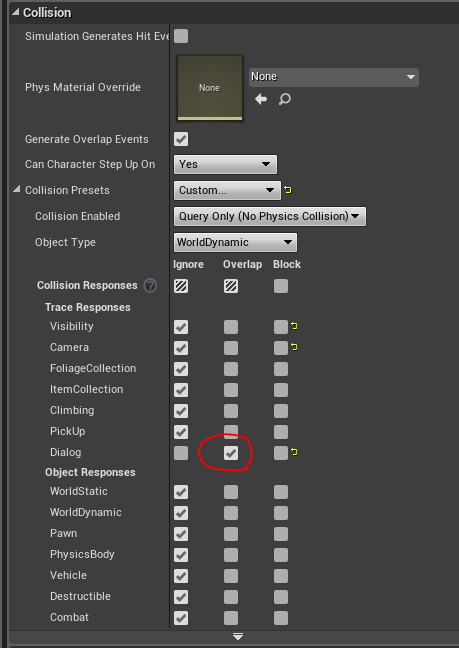 Collision
Simulation Generates Hit Eve
Phys Material Override
None
None
Generate Overlap Events
Can Character Step Up On
Yes
Collision Presets
Custom...
Collision Enabled
Query Only (No Physics Collision)
Object Type
WorldDynamic
Ignore Overlap Block
Collision Responses ?
Trace Responses
Visibility
Camera
FoliageCollection
ItemCollection
Climbing
PickUp
Dialog
Object Responses
WorldStatic
WorldDynamic
Pawn
PhysicsBody
Vehicle
Destructible
Combat